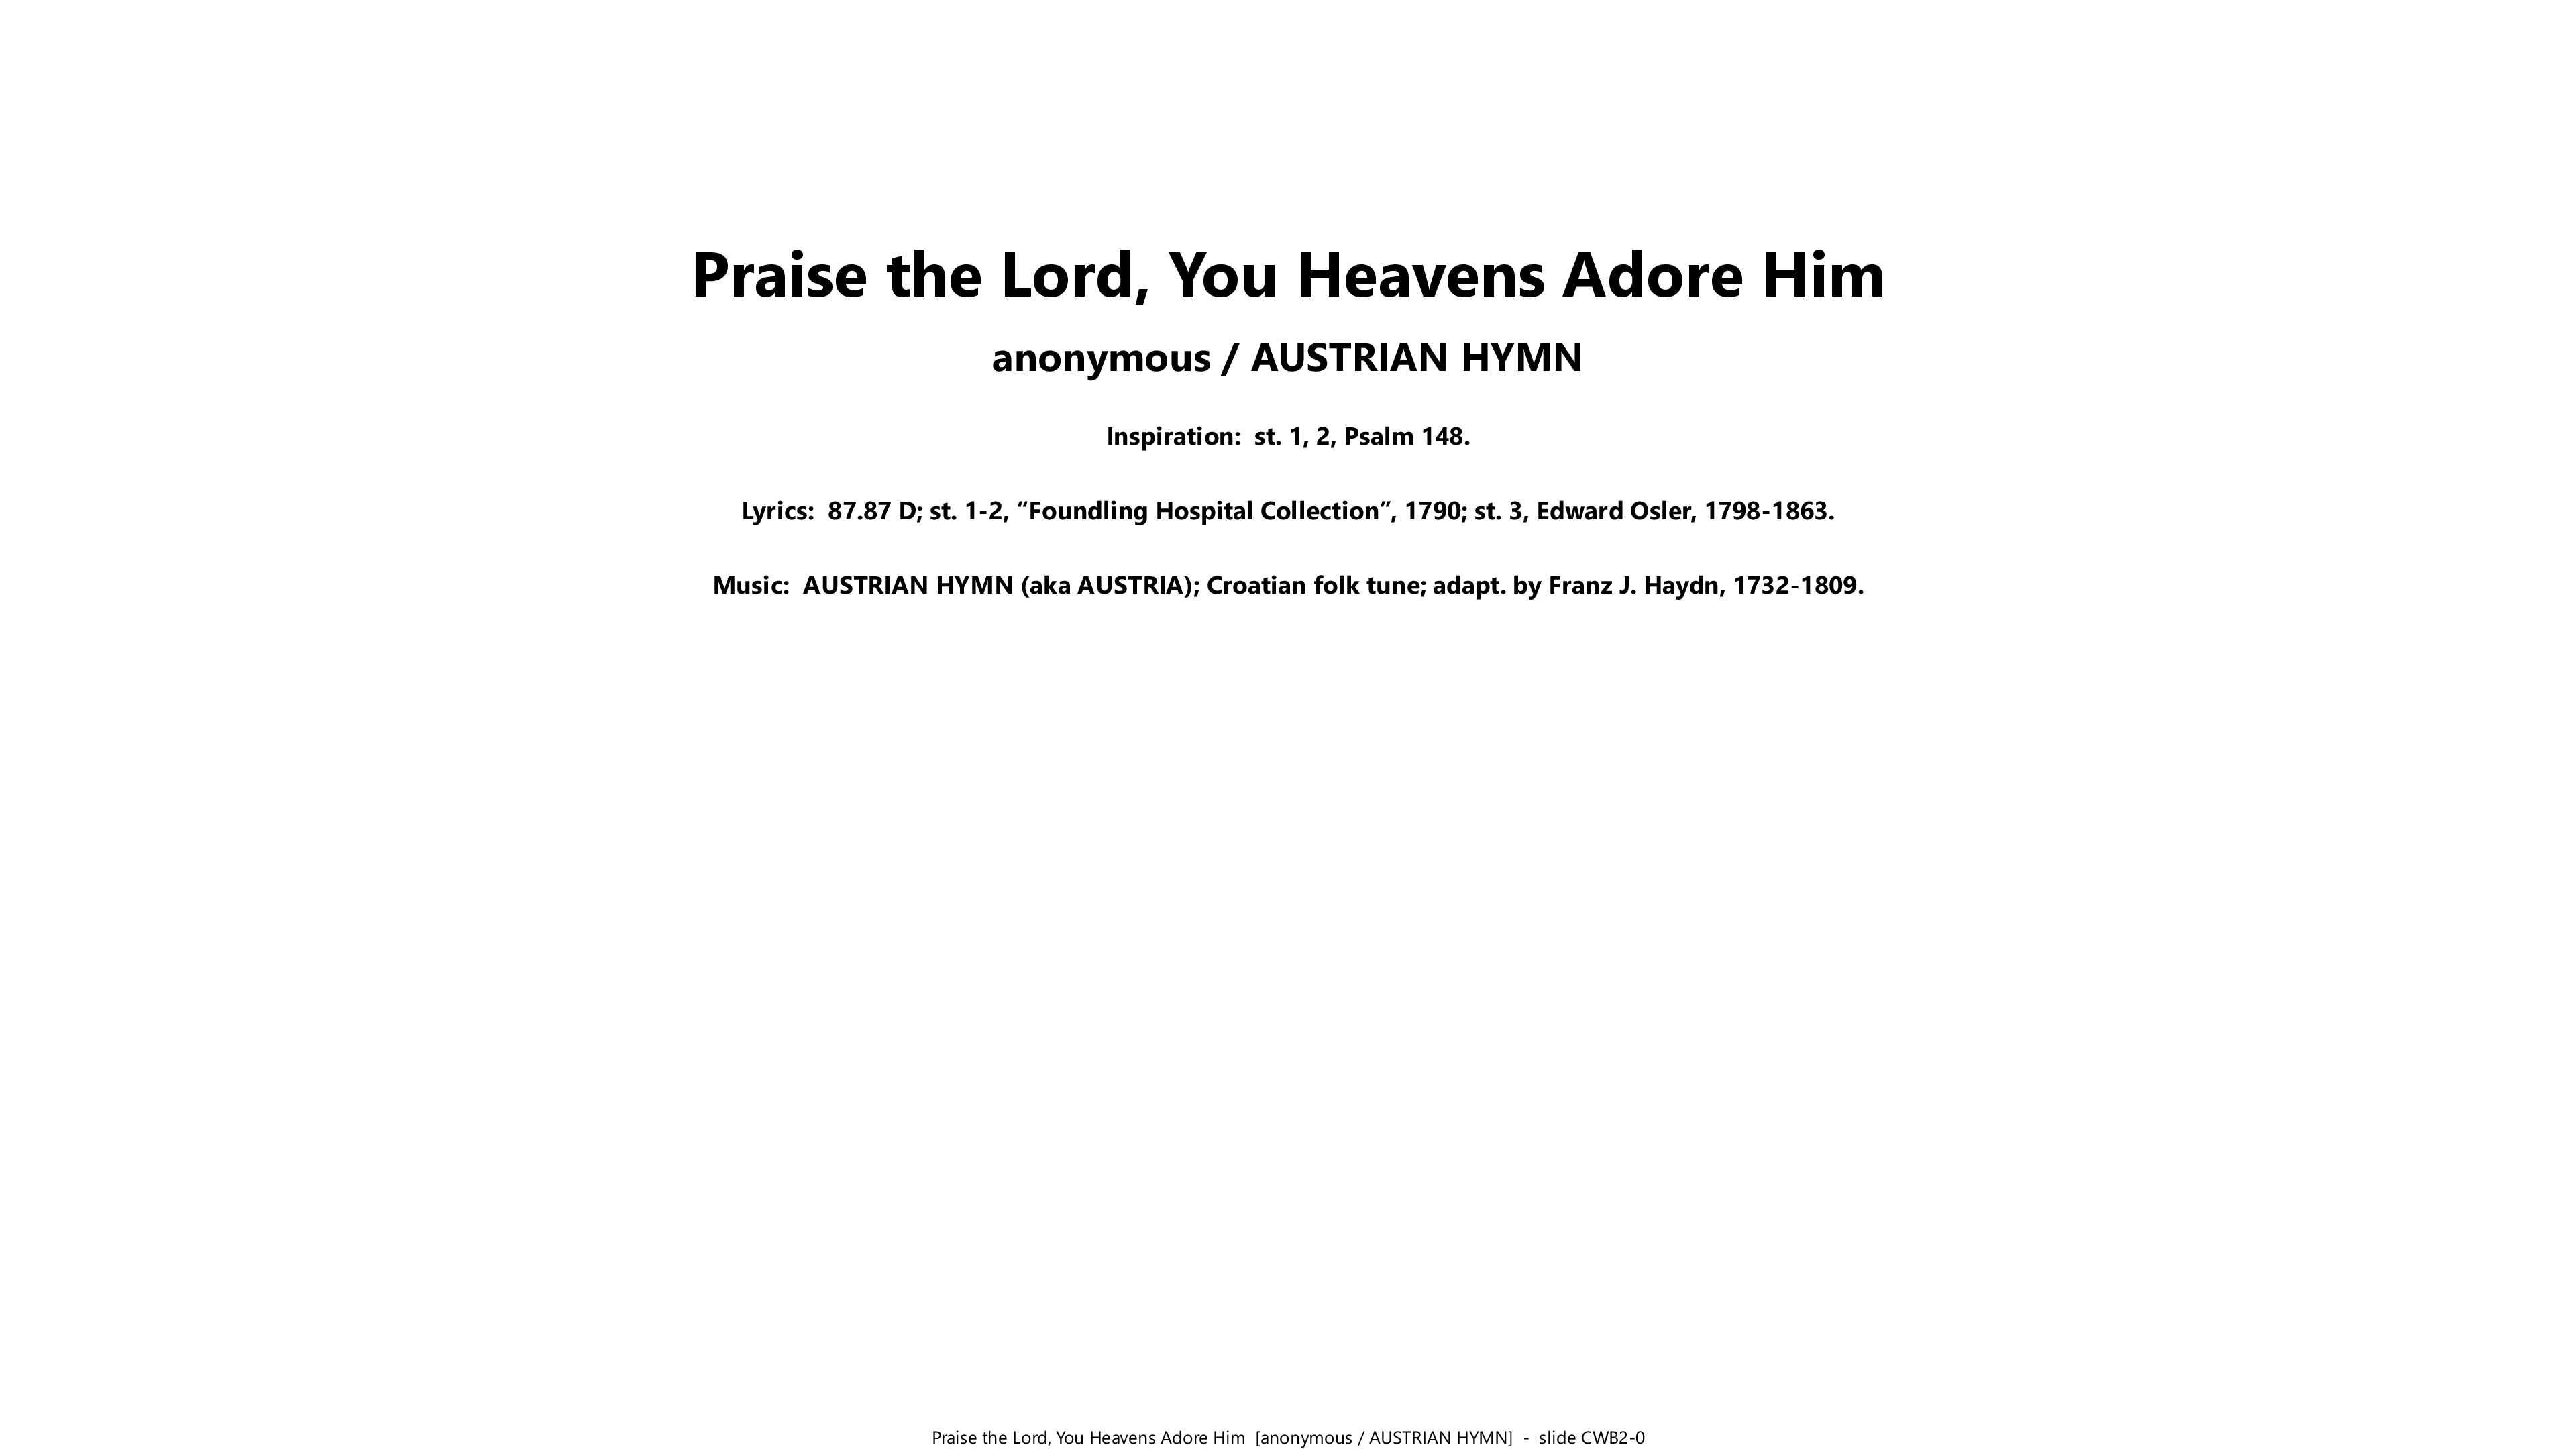 Praise the Lord, You Heavens Adore Him
anonymous / AUSTRIAN HYMN
Inspiration:  st. 1, 2, Psalm 148.
Lyrics:  87.87 D; st. 1-2, “Foundling Hospital Collection”, 1790; st. 3, Edward Osler, 1798-1863.
Music:  AUSTRIAN HYMN (aka AUSTRIA); Croatian folk tune; adapt. by Franz J. Haydn, 1732-1809.
Praise the Lord, You Heavens Adore Him  [anonymous / AUSTRIAN HYMN]  -  slide CWB2-0